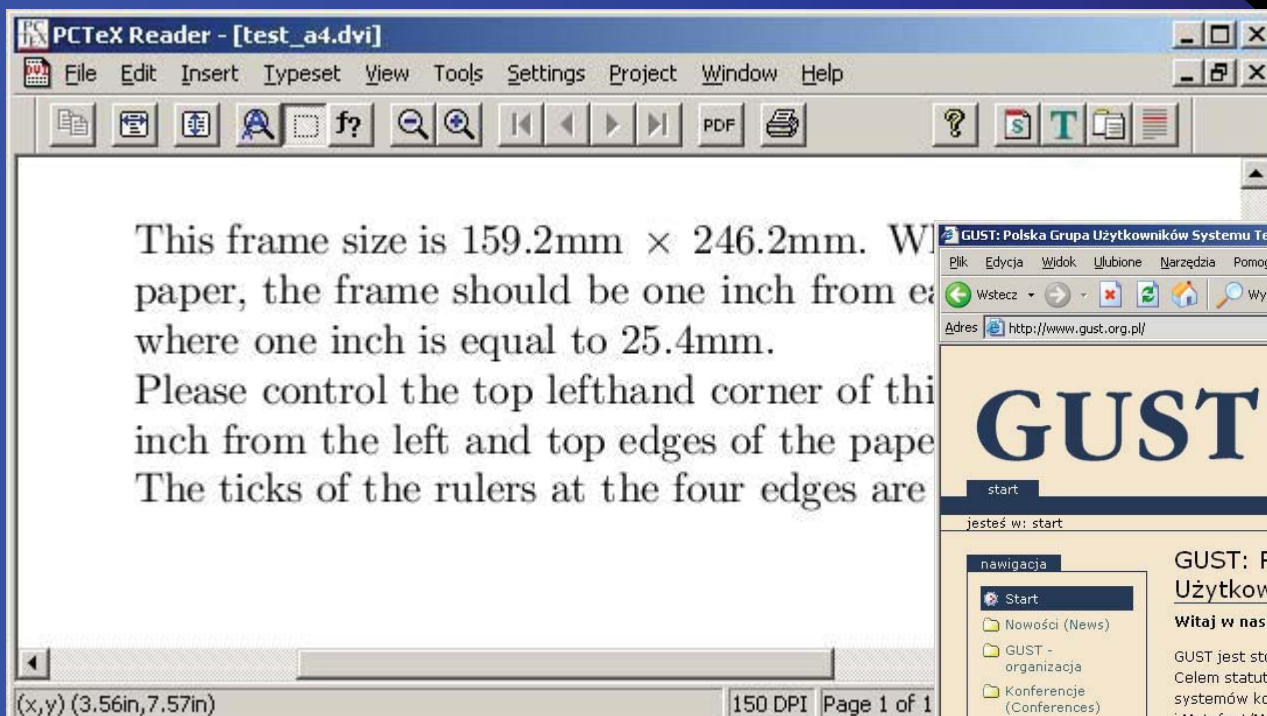 PCTeX Reader - [test_a4.dvi]
File Edit Insert Typeset View Tools Settings Project Window Help
f? PDF ? S T
This frame size is 159.2mm × 246.2mm. W
paper, the frame should be one inch from ea
where one inch is equal to 25.4mm.
Please control the top lefthand corner of thi
inch from the left and top edges of the pape
The ticks of the rulers at the four edges are
(x,y) (3.56in,7.57in) 150 DPI Page 1 of 1
GUST: Polska Grupa Użytkowników Systemu Te
Plik Edycja Widok Ulubione Narzędzia Pomo
Wstecz Wy
Adres http://www.gust.org.pl/
GUST
start
jesteś w: start
nawigacja
Start
Nowości (News)
GUST -
organizacja
Konferencje
(Conferences)
GUST: P
Użytkow
Witaj w nas
GUST jest sto
Celem statut
systemów ko